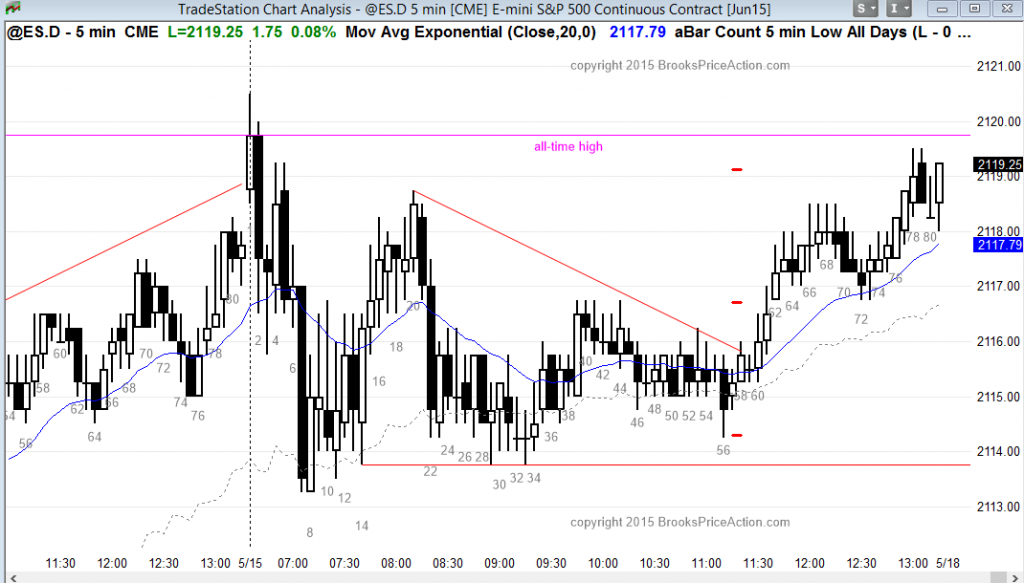 TradeStation Chart Analysis - @ES.D 5 min [CME] E-mini S&P 500 Continuous Contract [Jun15]
S
I
@ES.D - 5 min CME L=2119.25 1.75 0.08% Mov Avg Exponential (Close,20,0) 2117.79 aBar Count 5 min Low All Days (L - 0 ...
copyright 2015 BrooksPriceAction.com
2121.00
2120.00
all-time high
2119.25
2119.00
2118.00
2117.79
2117.00
2116.00
2115.00
2114.00
2113.00
54 56 58 60 62 64 66 68 70 72 74 76 78 80
2 4 6 8 10 12 14 16 18 20 22 24 26 28 30 32 34 36 38 40 42 44 46 48 50 52 54 56 58 60 62 64 66 68 70 72 74 76 78 80
copyright 2015 BrooksPriceAction.com
11:30 12:00 12:30 13:00 5/15 07:00 07:30 08:00 08:30 09:00 09:30 10:00 10:30 11:00 11:30 12:00 12:30 13:00 5/18